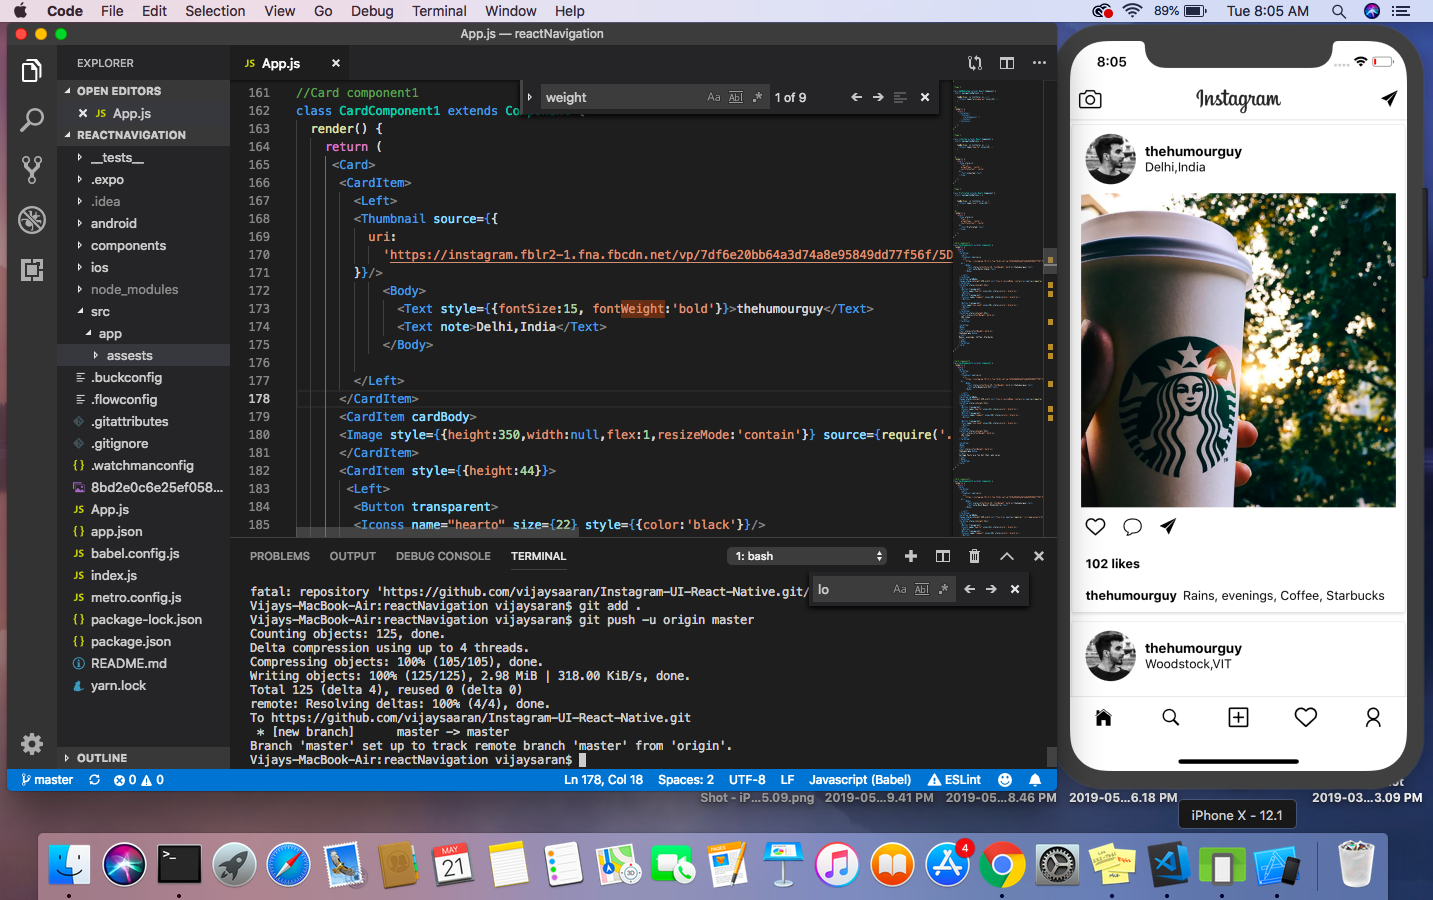 Code File Edit Selection View Go Debug Terminal Window Help
89% Tue 8:05 AM
App.js — reactNavigation
EXPLORER
OPEN EDITORS
JS App.js
REACTNAVIGATION
__tests__
.expo
.idea
android
components
ios
node_modules
src
app
assests
.buckconfig
.flowconfig
.gitattributes
.gitignore
{} .watchmanconfig
8bd2e0c6e25ef058...
JS App.js
{} app.json
JS babel.config.js
JS index.js
JS metro.config.js
{} package-lock.json
{} package.json
README.md
yarn.lock
OUTLINE
JS App.js
weight Aa Abl .* 1 of 9
161 //Card component1
162 class CardComponent1 extends Component {
163 render() {
164 return (
165 <Card>
166 <CardItem>
167 <Left>
168 <Thumbnail source={{
169 uri:
170 'https://instagram.fblr2-1.fna.fbcdn.net/vp/7df6e20bb64a3d74a8e95849dd77f56f/5D
171 }}/>
172 <Body>
173 <Text style={{fontSize:15, fontWeight:'bold'}}>thehumourguy</Text>
174 <Text note>Delhi,India</Text>
175 </Body>
176
177 </Left>
178 </CardItem>
179 <CardItem cardBody>
180 <Image style={{height:350,width:null,flex:1,resizeMode:'contain'}} source={require('.
181 </CardItem>
182 <CardItem style={{height:44}}>
183 <Left>
184 <Button transparent>
185 <Iconss name="hearto" size={22} style={{color:'black'}}/>
PROBLEMS OUTPUT DEBUG CONSOLE TERMINAL 1: bash
lo Aa Abl .*
fatal: repository 'https://github.com/vijaysaaran/Instagram-UI-React-Native.git/
Vijays-MacBook-Air:reactNavigation vijaysaran$ git add .
Vijays-MacBook-Air:reactNavigation vijaysaran$ git push -u origin master
Counting objects: 125, done.
Delta compression using up to 4 threads.
Compressing objects: 100% (105/105), done.
Writing objects: 100% (125/125), 2.98 MiB | 318.00 KiB/s, done.
Total 125 (delta 4), reused 0 (delta 0)
remote: Resolving deltas: 100% (4/4), done.
To https://github.com/vijaysaaran/Instagram-UI-React-Native.git
* [new branch] master -> master
Branch 'master' set up to track remote branch 'master' from 'origin'.
Vijays-MacBook-Air:reactNavigation vijaysaran$
master 0 0 Ln 178, Col 18 Spaces: 2 UTF-8 LF Javascript (Babel) ESLint
8:05
Instagram
thehumourguy
Delhi,India
102 likes
thehumourguy Rains, evenings, Coffee, Starbucks
thehumourguy
Woodstock,VIT
Shot - iP...5.09.png 2019-05...9.41 PM 2019-05...8.46 PM 2019-05...6.18 PM 2019-03...3.09 PM
iPhone X - 12.1
MAY
21
3D
PAGES
4